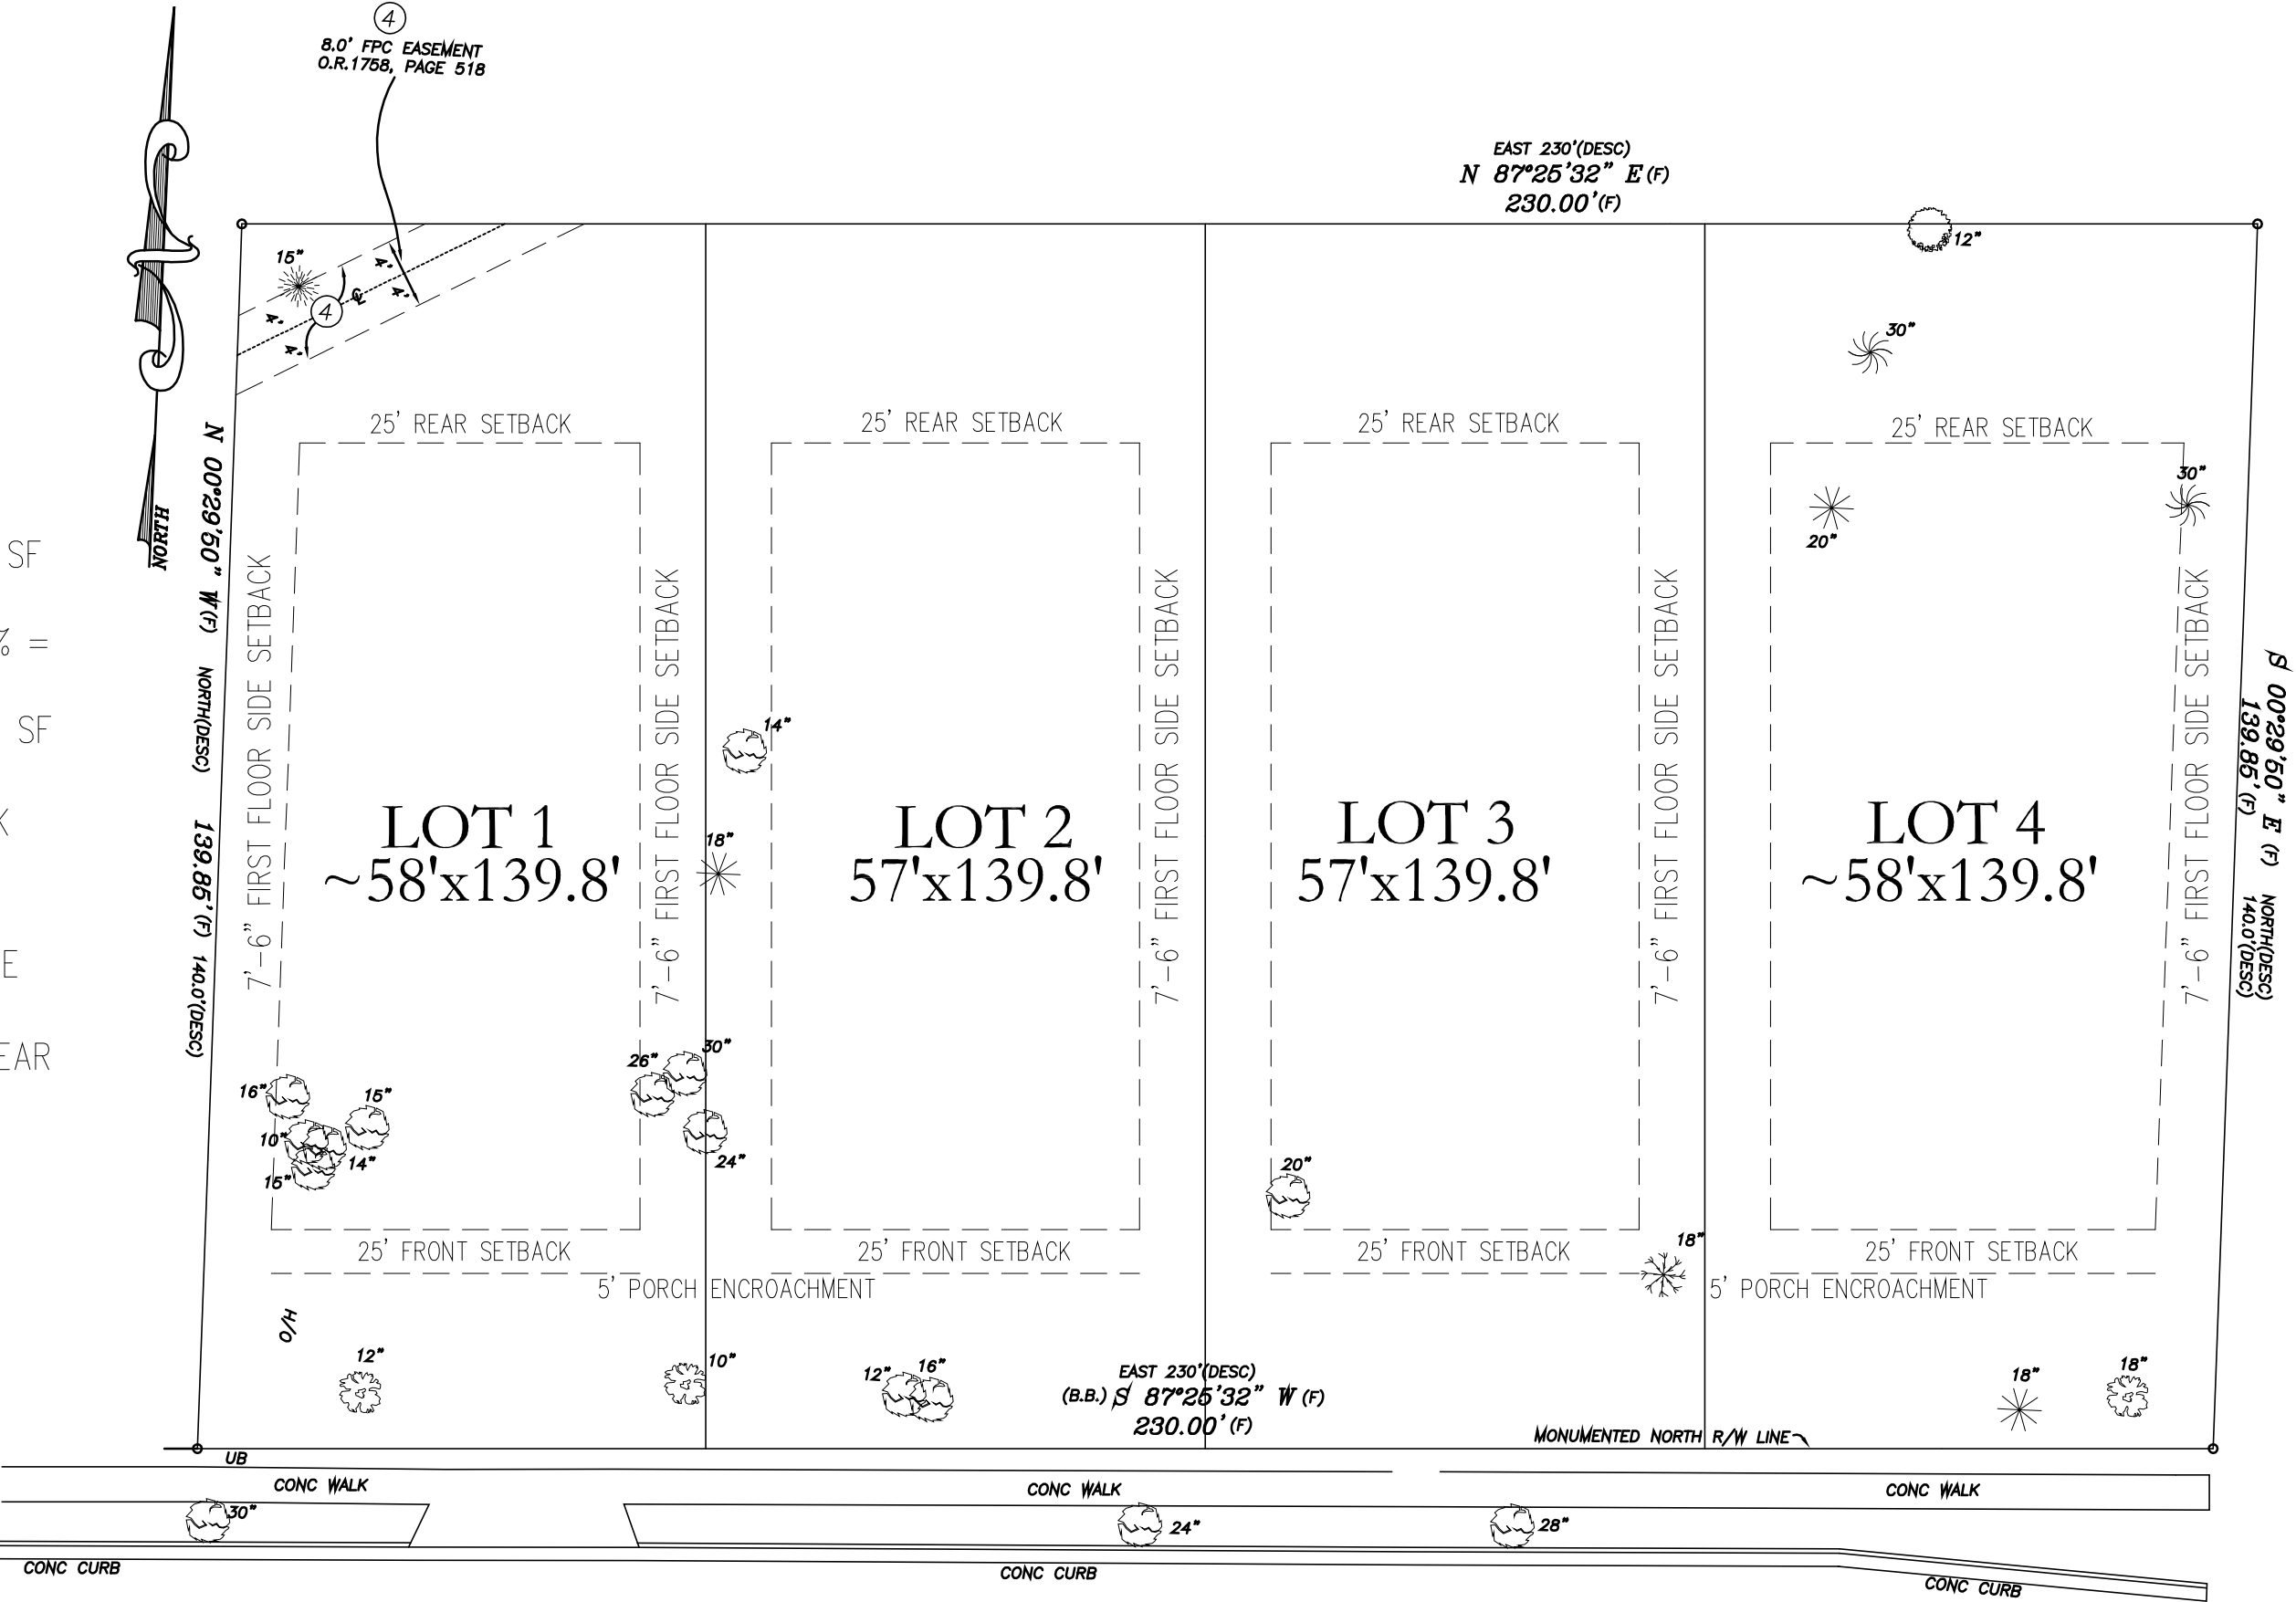 4
8.0' FPC EASEMENT
O.R.1758, PAGE 518
EAST 230'(DESC)
N 87°25'32" E (F)
230.00'(F)
12"
15"
4'
4'
4
℄
4'
4'
30"
NORTH
N 00°29'50" W(F) NORTH(DESC) 139.85'(F) 140.0'(DESC)
25' REAR SETBACK
25' REAR SETBACK
25' REAR SETBACK
25' REAR SETBACK
30"
20"
SF
% =
SF
K
E
EAR
7'-6" FIRST FLOOR SIDE SETBACK
7'-6" FIRST FLOOR SIDE SETBACK
7'-6" FIRST FLOOR SIDE SETBACK
7'-6" FIRST FLOOR SIDE SETBACK
7'-6" FIRST FLOOR SIDE SETBACK
S 00°29'50" E (F) NORTH(DESC)
139.85'(F) 140.0'(DESC)
14"
18"
LOT 1
~58'x139.8'
LOT 2
57'x139.8'
LOT 3
57'x139.8'
LOT 4
~58'x139.8'
16"
15"
10"
14"
15"
26"
30"
24"
20"
18"
25' FRONT SETBACK
25' FRONT SETBACK
25' FRONT SETBACK
25' FRONT SETBACK
5' PORCH ENCROACHMENT
5' PORCH ENCROACHMENT
O/H
12"
10"
12"
16"
EAST 230'(DESC)
(B.B.) S 87°25'32" W (F)
230.00'(F)
18"
18"
MONUMENTED NORTH R/W LINE
UB
CONC WALK
CONC WALK
CONC WALK
30"
24"
28"
CONC CURB
CONC CURB
CONC CURB